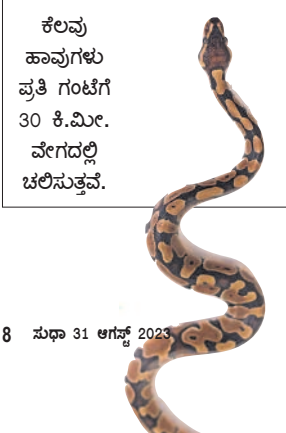 ಕೆಲವು
ಹಾವುಗಳು
ಪ್ರತಿ ಗಂಟೆಗೆ
30 ಕಿ.ಮೀ.
ವೇಗದಲ್ಲಿ
ಚಲಿಸುತ್ತವೆ.
8 ಸುಧಾ 31 ಆಗಸ್ಟ್ 2023